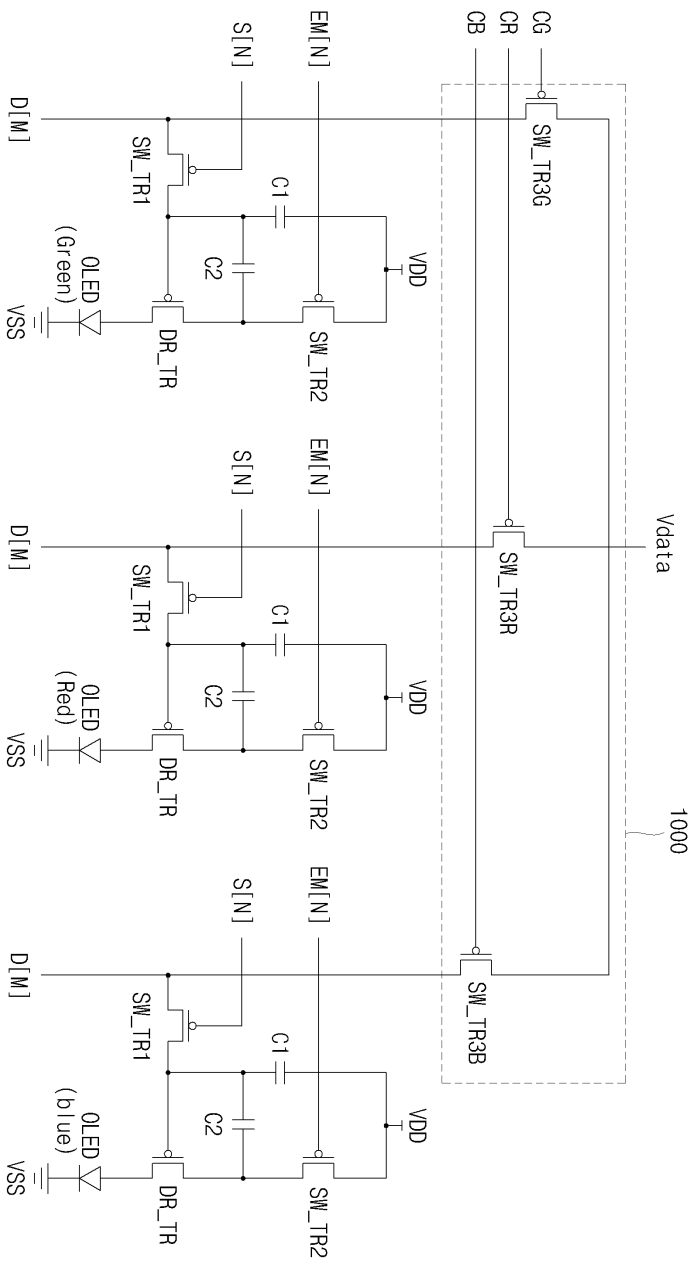 1000
Vdata
CG
CR
CB
SW_TR3G
SW_TR3R
SW_TR3B
EM[N]
S[N]
D[M]
VDD
SW_TR2
C1
C2
SW_TR1
DR_TR
OLED
(Green)
VSS
EM[N]
S[N]
D[M]
VDD
SW_TR2
C1
C2
SW_TR1
DR_TR
OLED
(Red)
VSS
EM[N]
S[N]
D[M]
VDD
SW_TR2
C1
C2
SW_TR1
DR_TR
OLED
(blue)
VSS